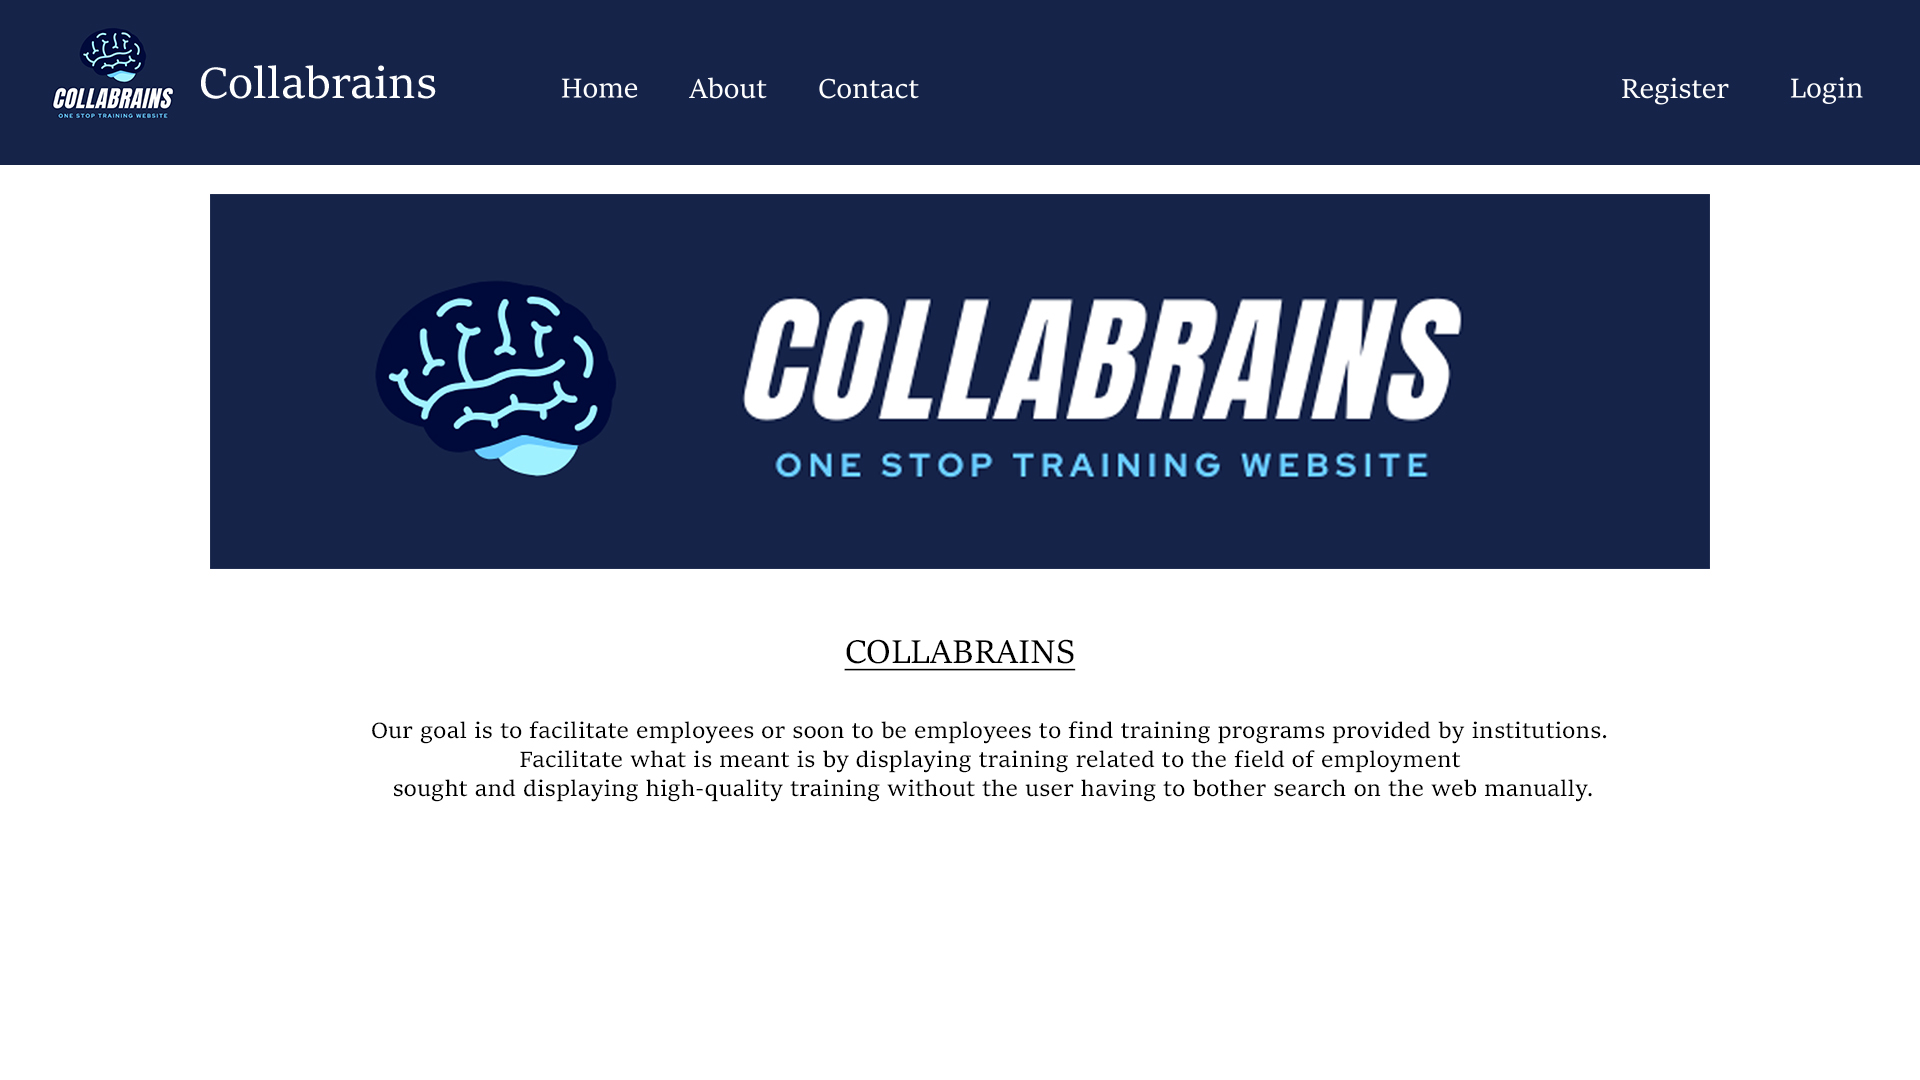 COLLABRAINS
ONE STOP TRAINING WEBSITE
Collabrains
Home
About
Contact
Register
Login
COLLABRAINS
ONE STOP TRAINING WEBSITE
COLLABRAINS
Our goal is to facilitate employees or soon to be employees to find training programs provided by institutions.
Facilitate what is meant is by displaying training related to the field of employment
sought and displaying high-quality training without the user having to bother search on the web manually.